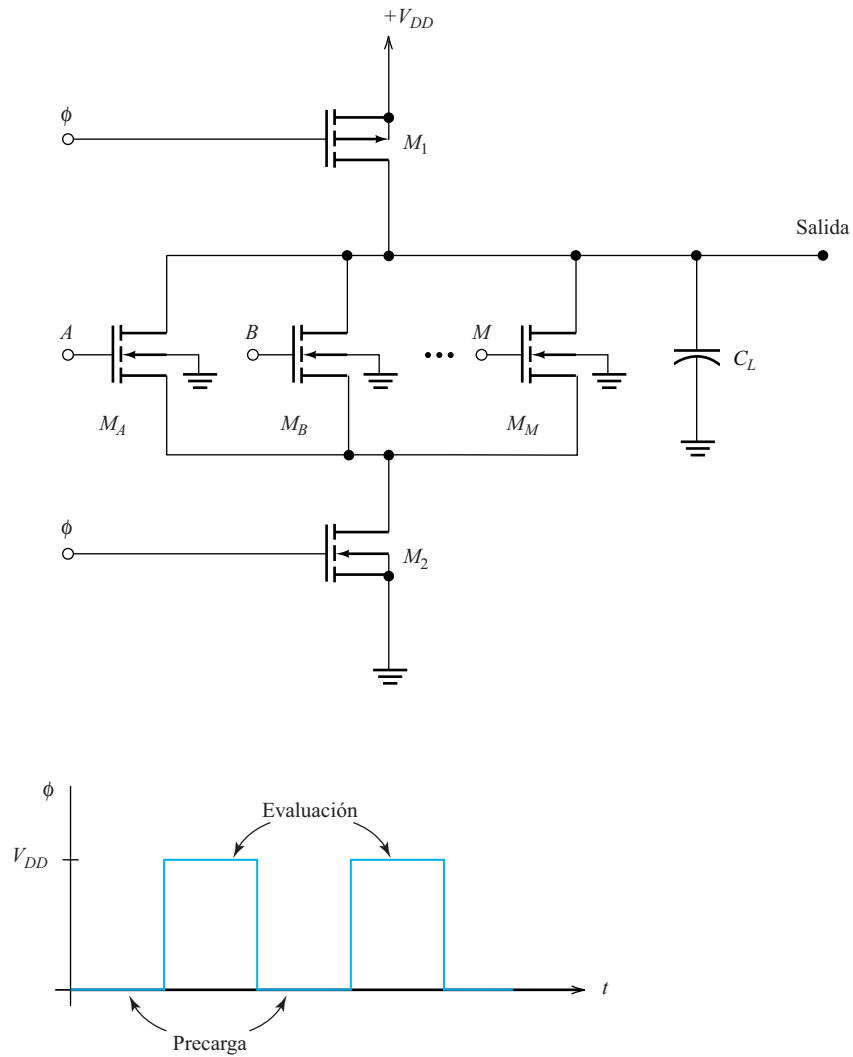 +V_DD
ϕ
M_1
Salida
A
B
M
C_L
M_A
M_B
M_M
ϕ
M_2
ϕ
Evaluación
V_DD
t
Precarga